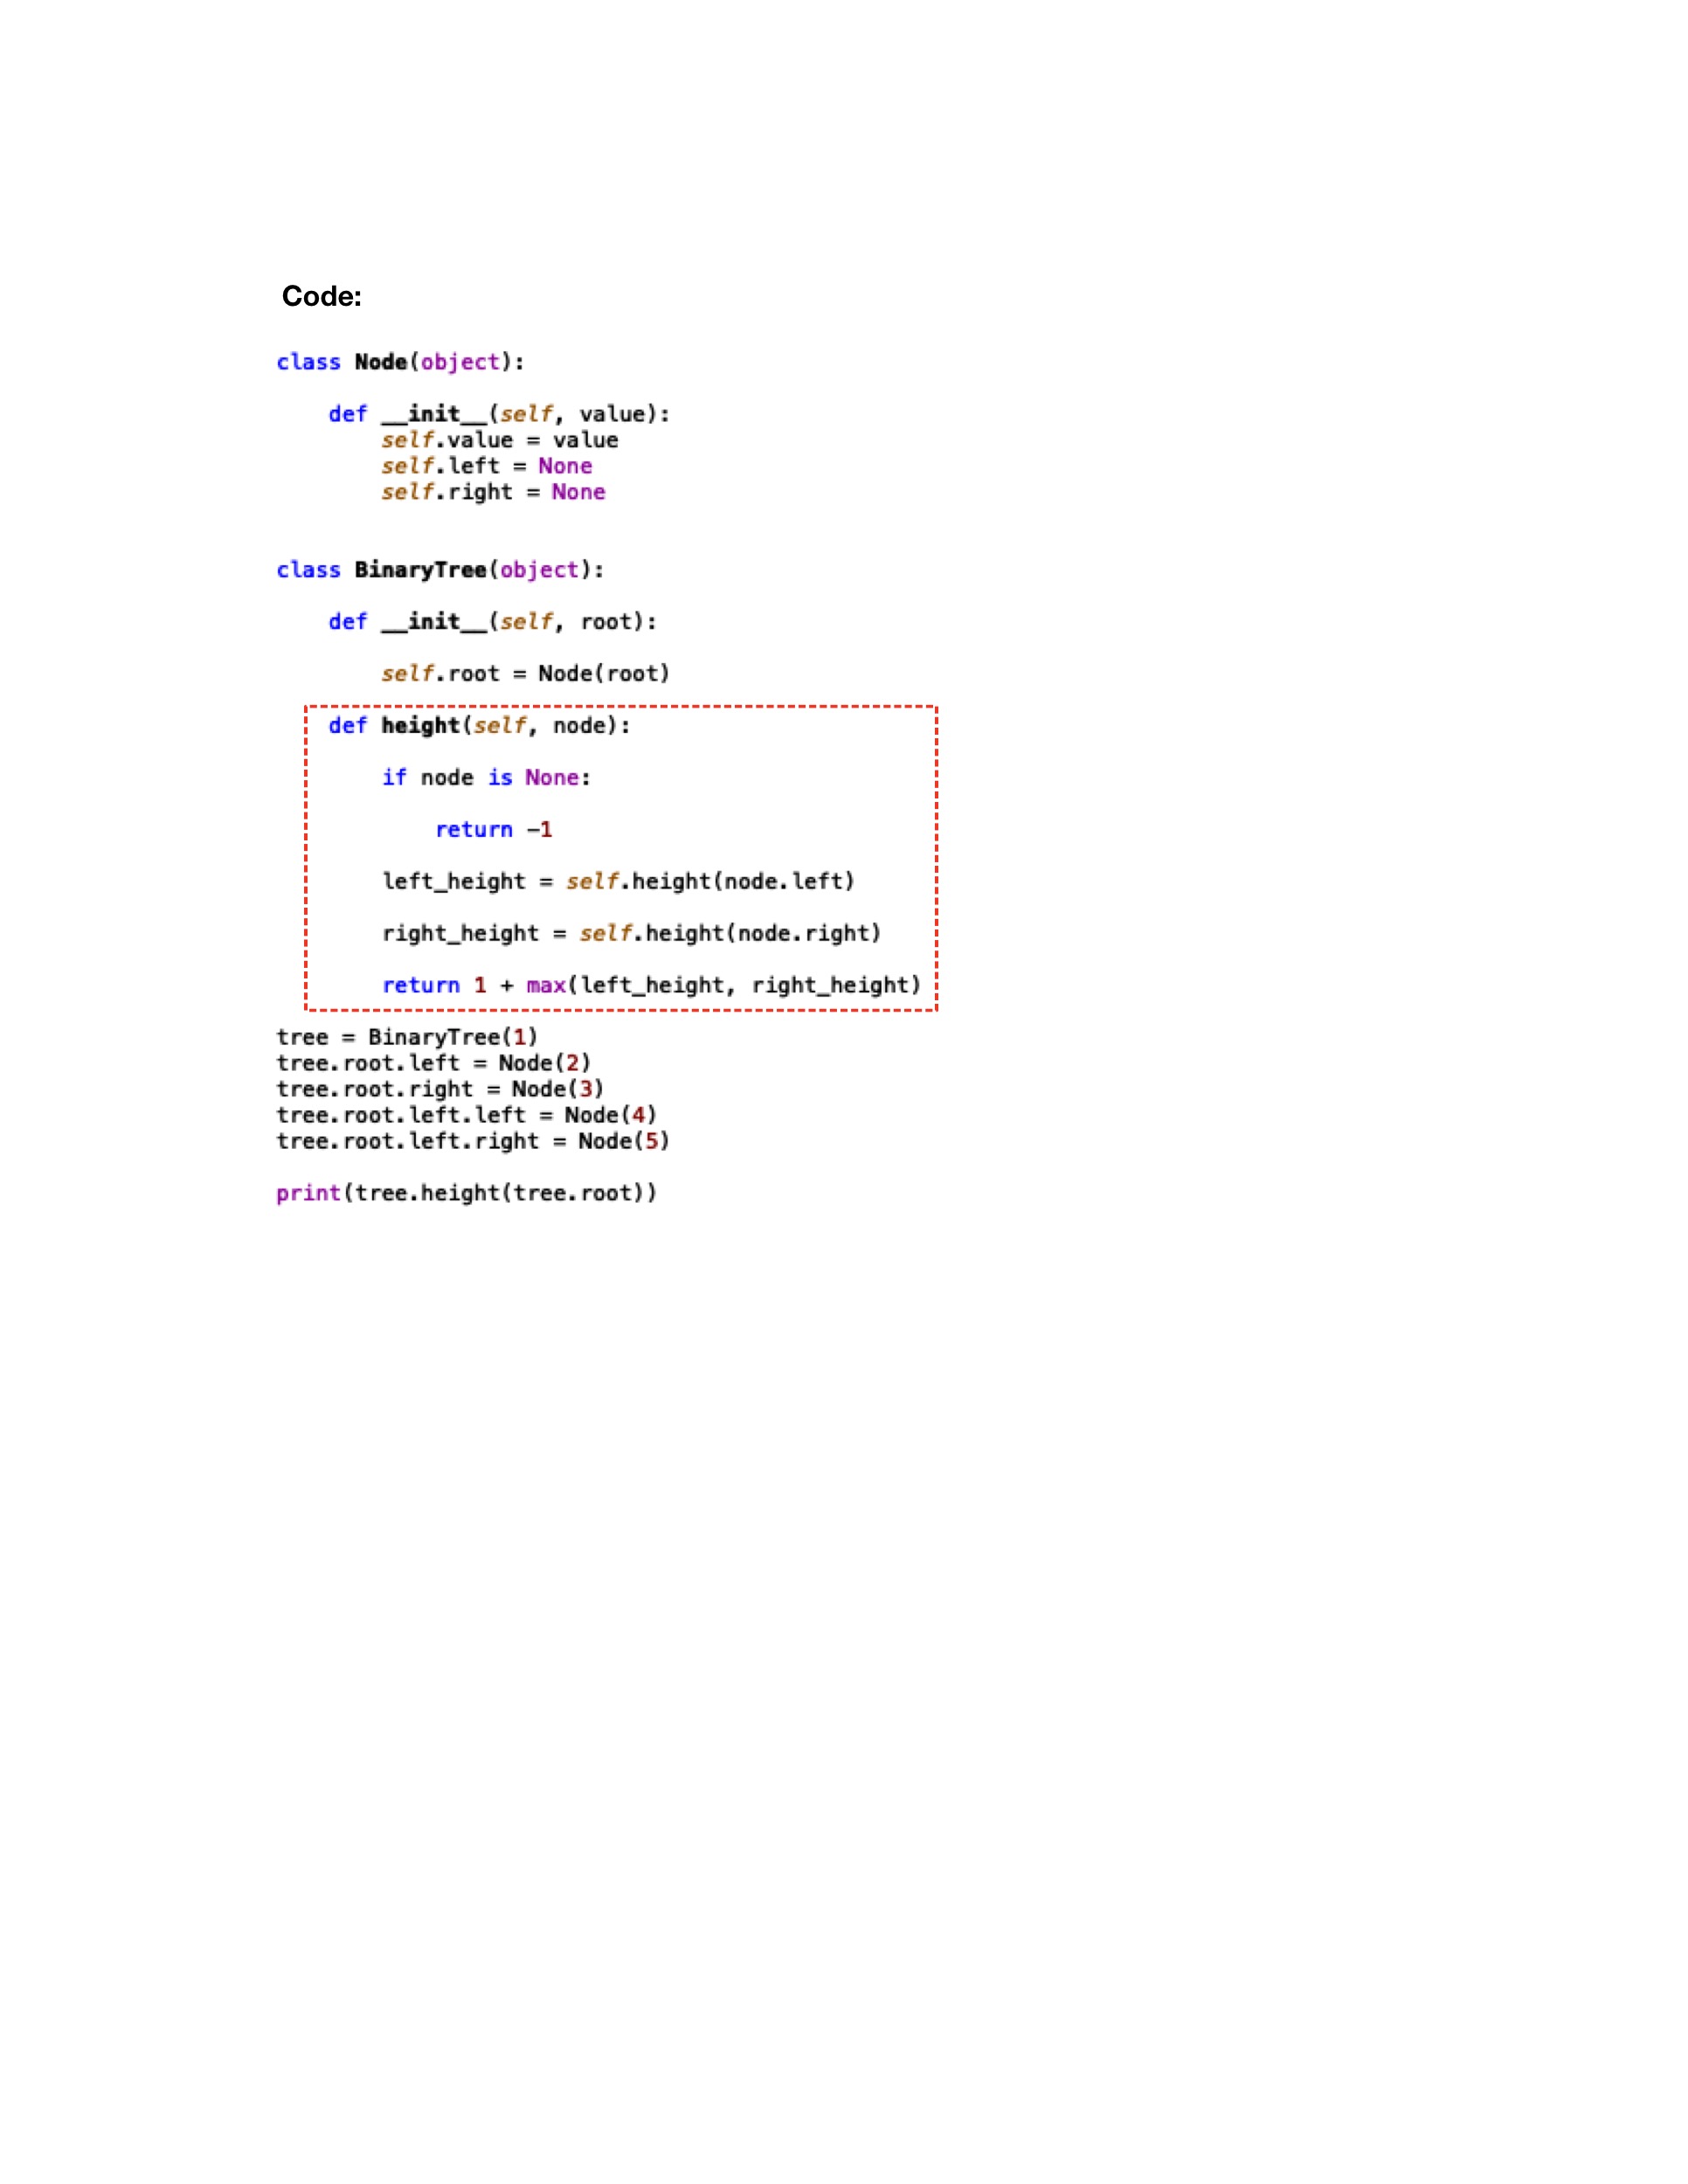 Code:
class Node(object):
def __init__(self, value):
self.value = value
self.left = None
self.right = None
class BinaryTree(object):
def __init__(self, root):
self.root = Node(root)
def height(self, node):
if node is None:
return -1
left_height = self.height(node.left)
right_height = self.height(node.right)
return 1 + max(left_height, right_height)
tree = BinaryTree(1)
tree.root.left = Node(2)
tree.root.right = Node(3)
tree.root.left.left = Node(4)
tree.root.left.right = Node(5)
print(tree.height(tree.root))